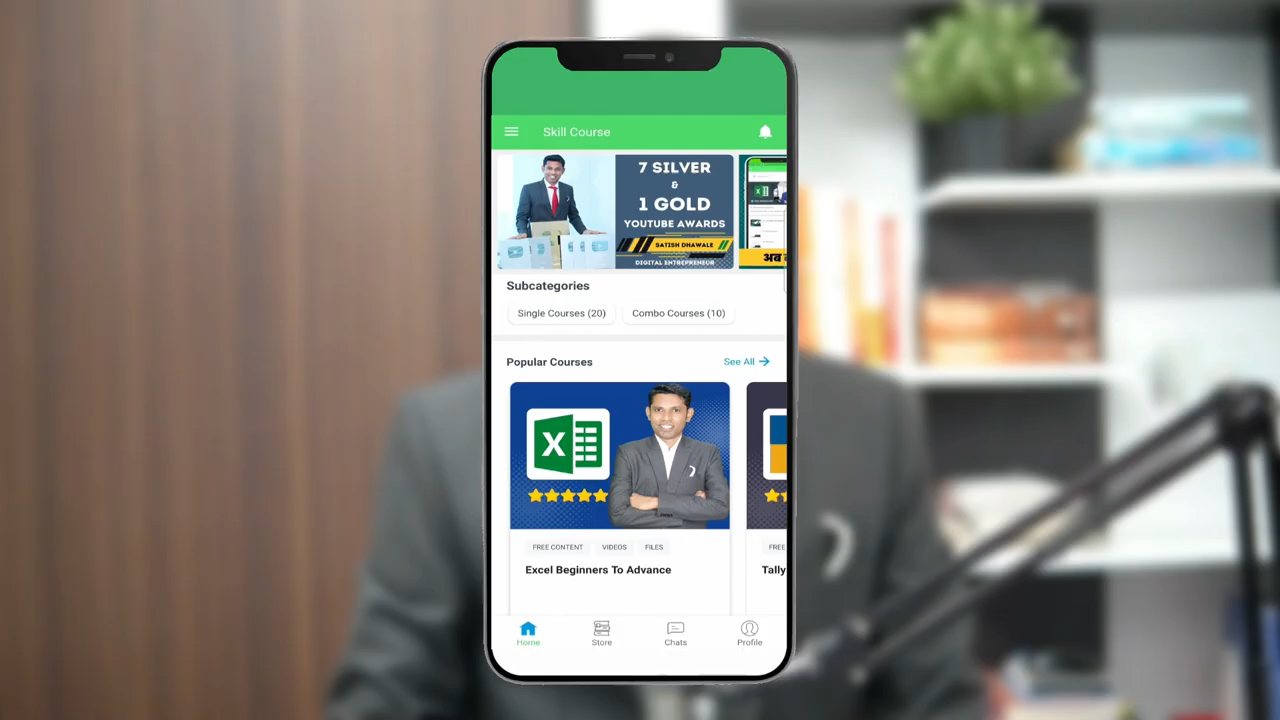 Skill Course
7 SILVER
&
1 GOLD
YOUTUBE AWARDS
SATISH DHAWALE
DIGITAL ENTREPRENEUR
अब
Subcategories
Single Courses (20)
Combo Courses (10)
Popular Courses
See All
X
FREE CONTENT
VIDEOS
FILES
FREE
Excel Beginners To Advance
Tally
Home
Store
Chats
Profile